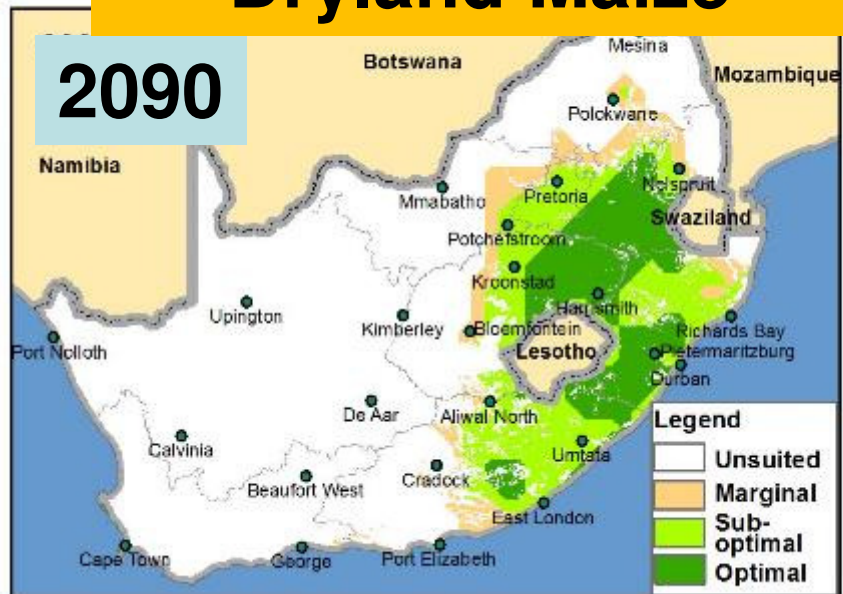 Dryland Maize
2090
Botswana
Mesina
Mozambique
Polokwane
Namibia
Mmabatho
Pretoria
Nelspruit
Swaziland
Potchefstroom
Kroonstad
Upington
Kimberley
Bloemfontein
Harrismith
Richards Bay
Port Nolloth
Lesotho
Pietermaritzburg
Durban
De Aar
Aliwal North
Calvinia
Umtata
Beaufort West
Cradock
East London
Cape Town
George
Port Elizabeth
Legend
Unsuited
Marginal
Sub-
optimal
Optimal